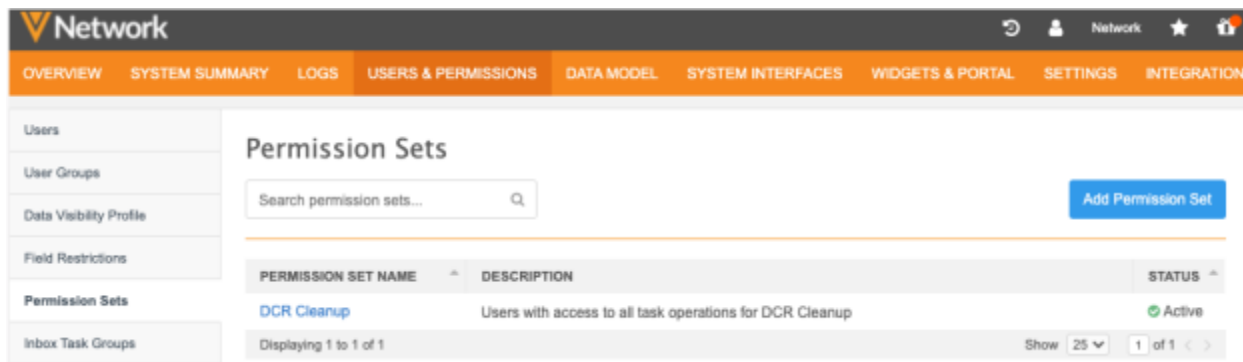 Network
Network
OVERVIEW SYSTEM SUMMARY LOGS USERS & PERMISSIONS DATA MODEL SYSTEM INTERFACES WIDGETS & PORTAL SETTINGS INTEGRATION
Users
User Groups
Data Visibility Profile
Field Restrictions
Permission Sets
Inbox Task Groups
Permission Sets
Search permission sets...
Add Permission Set
PERMISSION SET NAME DESCRIPTION STATUS
DCR Cleanup Users with access to all task operations for DCR Cleanup Active
Displaying 1 to 1 of 1 Show 25 1 of 1 < >